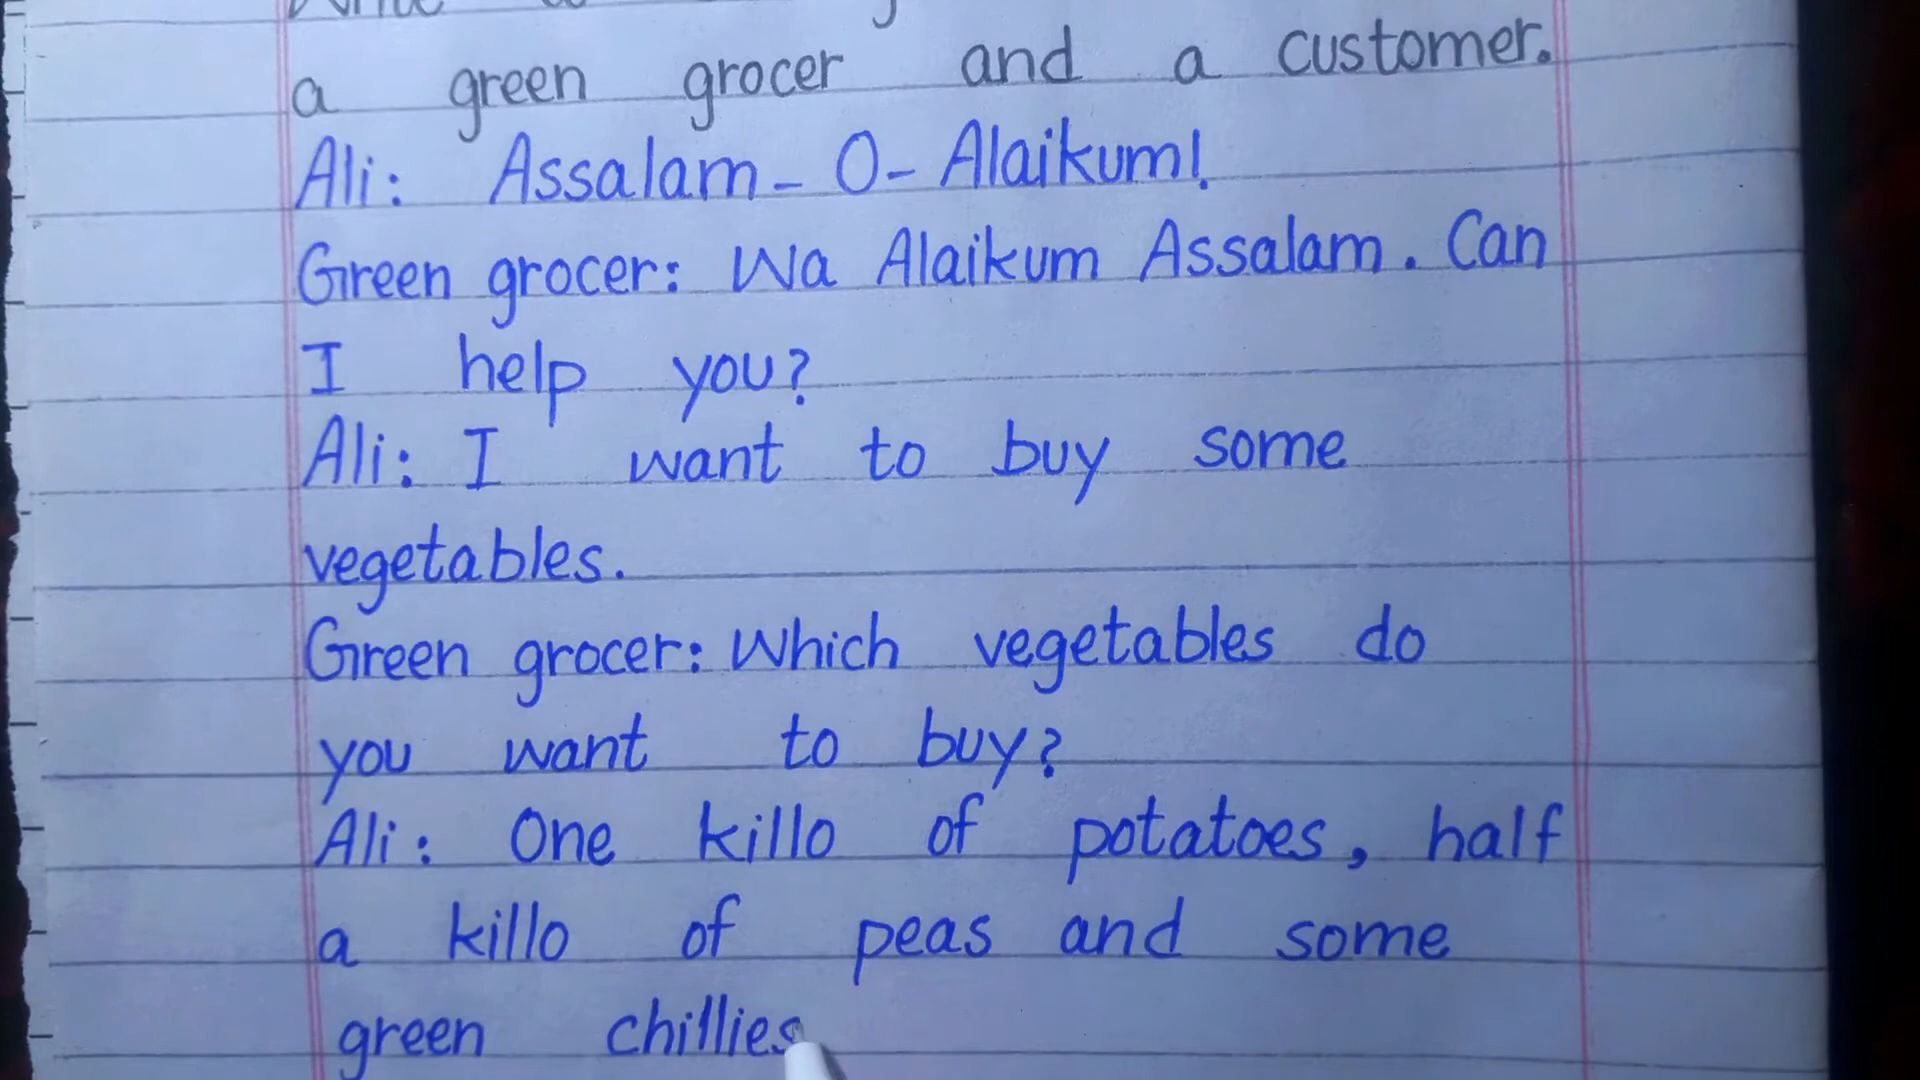 a green grocer and a customer.
Ali: Assalam-O-Alaikum!
Green grocer: Wa Alaikum Assalam. Can
I help you?
Ali: I want to buy some
vegetables.
Green grocer: Which vegetables do
you want to buy?
Ali: One killo of potatoes, half
a killo of peas and some
green chillies